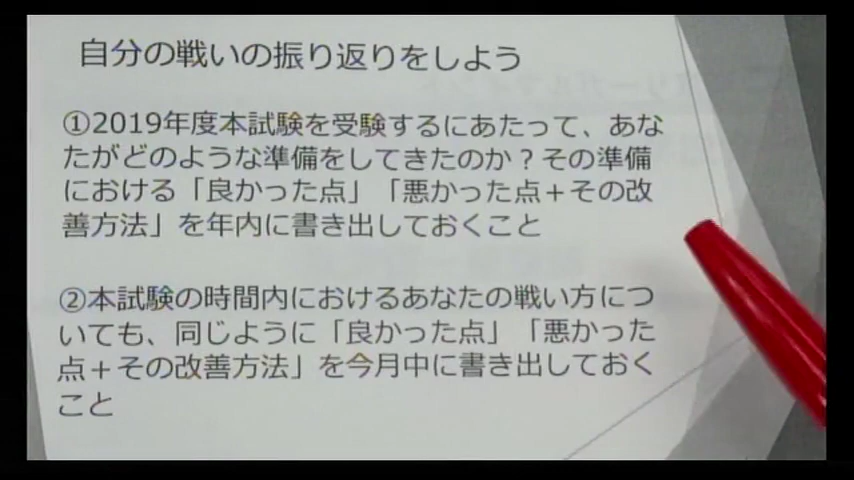 自分の戦いの振り返りをしよう
①2019年度本試験を受験するにあたって、あな
たがどのような準備をしてきたのか？その準備
における「良かった点」「悪かった点＋その改
善方法」を年内に書き出しておくこと
②本試験の時間内におけるあなたの戦い方につ
いても、同じように「良かった点」「悪かった
点＋その改善方法」を今月中に書き出しておく
こと